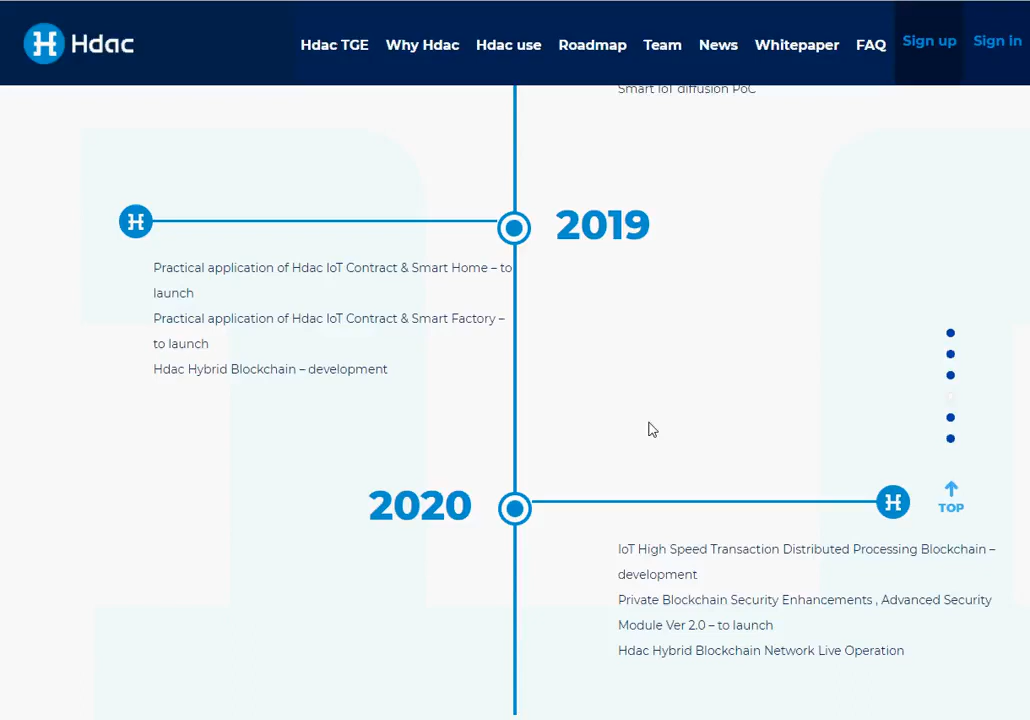 Hdac
Hdac TGE Why Hdac Hdac use Roadmap Team News Whitepaper FAQ Sign up Sign in
Smart IoT diffusion PoC
2019
Practical application of Hdac IoT Contract & Smart Home – to
launch
Practical application of Hdac IoT Contract & Smart Factory –
to launch
Hdac Hybrid Blockchain – development
2020
TOP
IoT High Speed Transaction Distributed Processing Blockchain –
development
Private Blockchain Security Enhancements , Advanced Security
Module Ver 2.0 – to launch
Hdac Hybrid Blockchain Network Live Operation